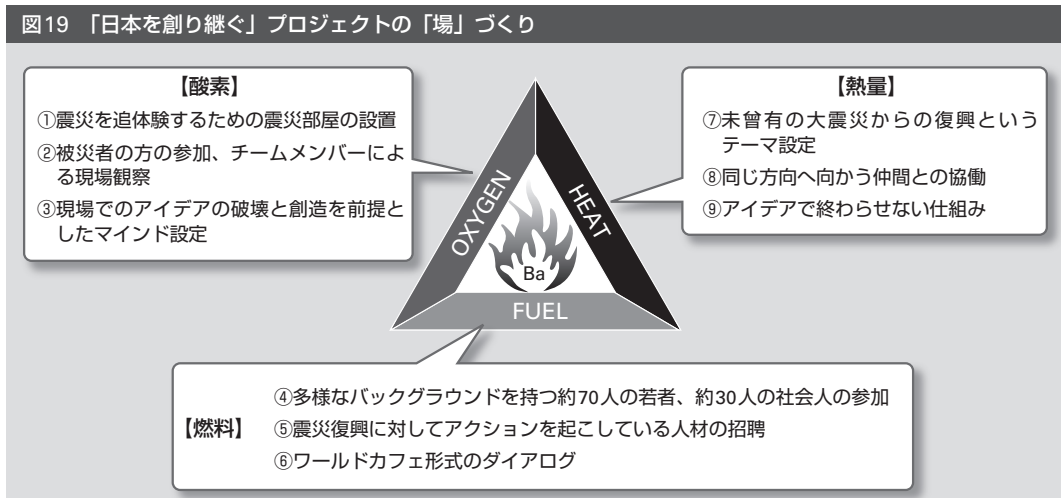 図19 「日本を創り継ぐ」プロジェクトの「場」づくり
【酸素】
①震災を追体験するための震災部屋の設置
②被災者の方の参加、チームメンバーによ
る現場観察
③現場でのアイデアの破壊と創造を前提と
したマインド設定
【熱量】
⑦未曾有の大震災からの復興という
テーマ設定
⑧同じ方向へ向かう仲間との協働
⑨アイデアで終わらせない仕組み
OXYGEN
HEAT
Ba
FUEL
【燃料】
④多様なバックグラウンドを持つ約70人の若者、約30人の社会人の参加
⑤震災復興に対してアクションを起こしている人材の招聘
⑥ワールドカフェ形式のダイアログ